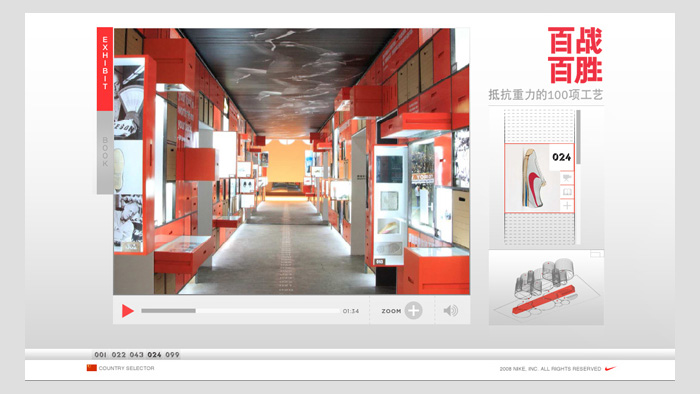 EXHIBIT
BOOK
百战
百胜
抵抗重力的100项工艺
024
01:34
ZOOM
001 022 043 024 099
COUNTRY SELECTOR
2008 NIKE, INC. ALL RIGHTS RESERVED